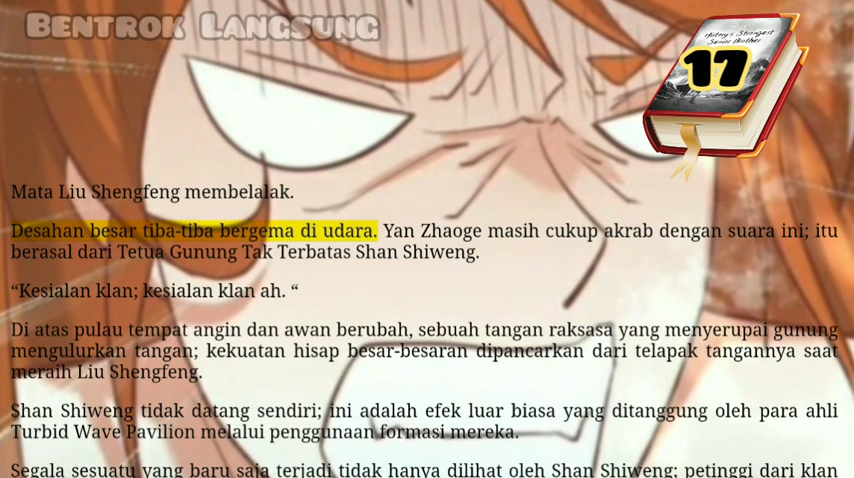 BENTROK LANGSUNG
History's Strongest
Senior Brother
17
Mata Liu Shengfeng membelalak.
Desahan besar tiba-tiba bergema di udara. Yan Zhaoge masih cukup akrab dengan suara ini; itu
berasal dari Tetua Gunung Tak Terbatas Shan Shiweng.
“Kesialan klan; kesialan klan ah. “
Di atas pulau tempat angin dan awan berubah, sebuah tangan raksasa yang menyerupai gunung
mengulurkan tangan; kekuatan hisap besar-besaran dipancarkan dari telapak tangannya saat
meraih Liu Shengfeng.
Shan Shiweng tidak datang sendiri; ini adalah efek luar biasa yang ditanggung oleh para ahli
Turbid Wave Pavilion melalui penggunaan formasi mereka.
Segala sesuatu yang baru saja terjadi tidak hanya dilihat oleh Shan Shiweng; petinggi dari klan